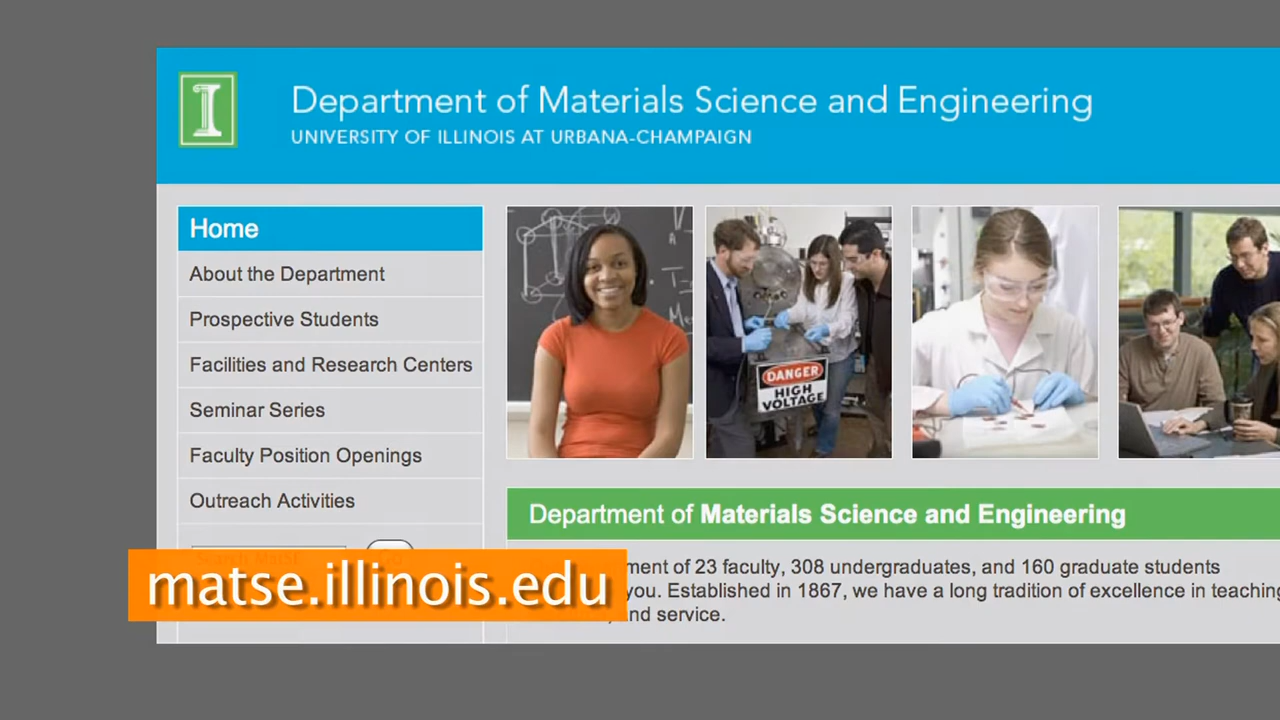 Department of Materials Science and Engineering
UNIVERSITY OF ILLINOIS AT URBANA-CHAMPAIGN
Home
About the Department
Prospective Students
Facilities and Research Centers
Seminar Series
Faculty Position Openings
Outreach Activities
DANGER
HIGH
VOLTAGE
Department of Materials Science and Engineering
of 23 faculty, 308 undergraduates, and 160 graduate students
you. Established in 1867, we have a long tradition of excellence in teaching
and service.
matse.illinois.edu